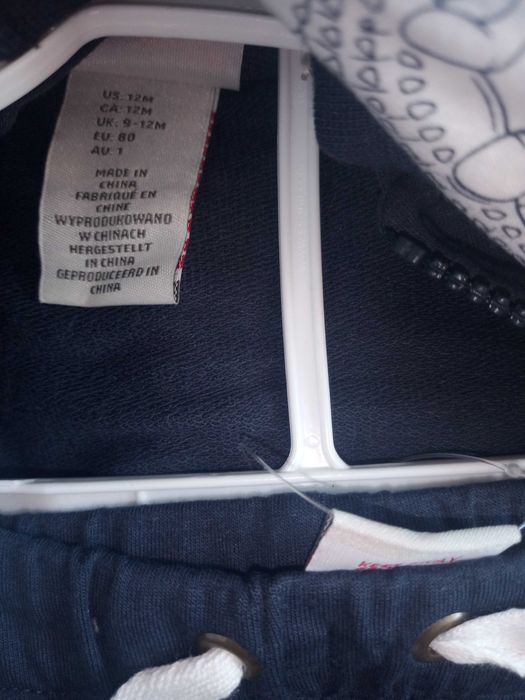 US: 12M
CA: 12M
UK: 9-12M
EU: 80
AU: 1
MADE IN
CHINA
FABRIQUÉ EN
CHINE
WYPRODUKOWANO
W CHINACH
HERGESTELLT
IN CHINA
GEPRODUCEERD IN
CHINA